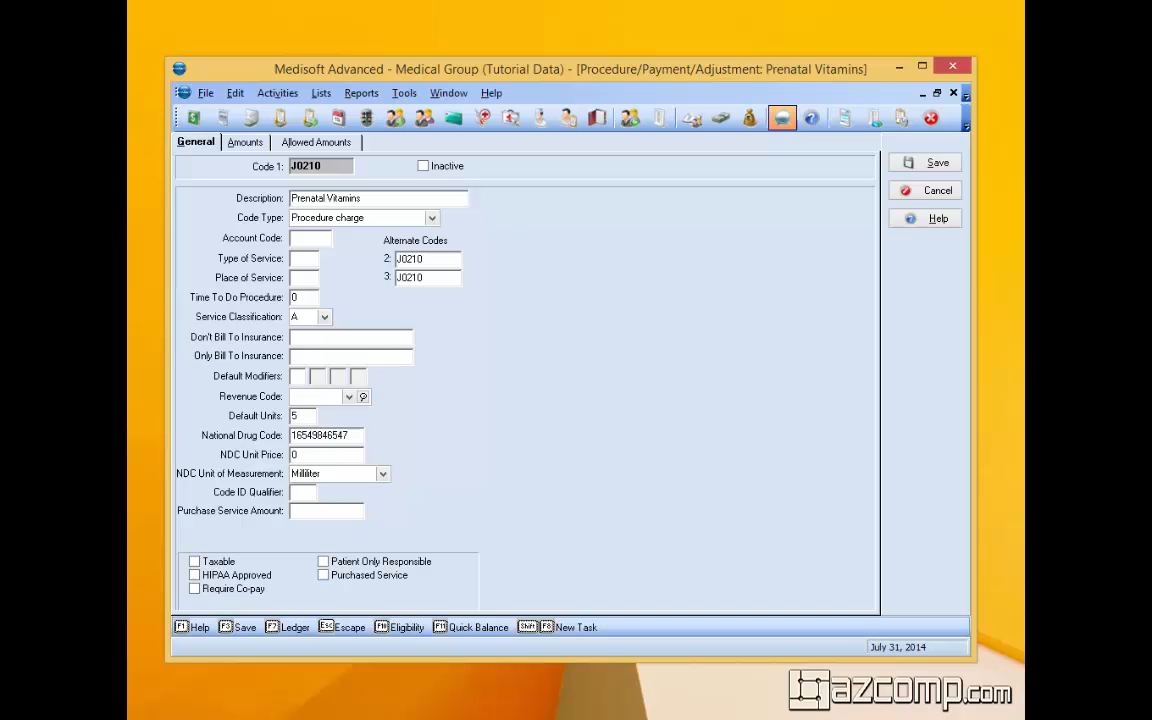 Medisoft Advanced - Medical Group (Tutorial Data) - [Procedure/Payment/Adjustment: Prenatal Vitamins]
File Edit Activities Lists Reports Tools Window Help
General Amounts Allowed Amounts
Code 1: J0210 Inactive
Save
Cancel
Help
Description: Prenatal Vitamins
Code Type: Procedure charge
Account Code: Alternate Codes
Type of Service: 2: J0210
Place of Service: 3: J0210
Time To Do Procedure: 0
Service Classification: A
Don't Bill To Insurance:
Only Bill To Insurance:
Default Modifiers:
Revenue Code:
Default Units: 5
National Drug Code: 16549846547
NDC Unit Price: 0
NDC Unit of Measurement: Milliliter
Code ID Qualifier:
Purchase Service Amount:
Taxable Patient Only Responsible
HIPAA Approved Purchased Service
Require Co-pay
F1 Help F3 Save F7 Ledger Esc Escape F10 Eligibility F11 Quick Balance Shift F8 New Task
July 31, 2014
azcomp.com